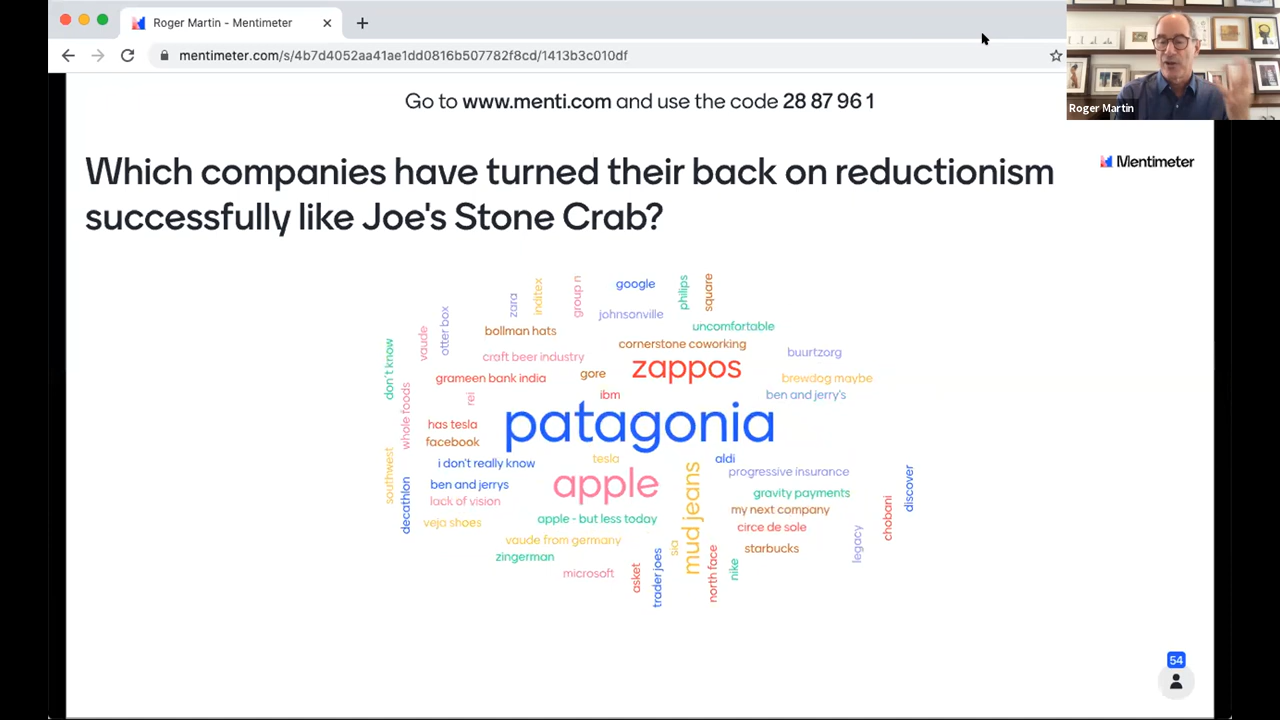 Roger Martin - Mentimeter
mentimeter.com/s/4b7d4052aa41ae1dd0816b507782f8cd/1413b3c010df
Roger Martin
Go to www.menti.com and use the code 28 87 96 1
Mentimeter
Which companies have turned their back on reductionism
successfully like Joe's Stone Crab?
google
philips
square
zara
inditex
group n
johnsonville
otter box
vaude
bollman hats
uncomfortable
don't know
craft beer industry
cornerstone coworking
buurtzorg
grameen bank india
gore
zappos
brewdog maybe
rei
ibm
ben and jerry's
whole foods
has tesla
patagonia
facebook
southwest
i don't really know
tesla
aldi
progressive insurance
decathlon
ben and jerrys
apple
mud jeans
gravity payments
discover
lack of vision
my next company
chobani
veja shoes
apple - but less today
circe de sole
legacy
vaude from germany
sia
starbucks
zingerman
microsoft
asket
trader joes
north face
nike
54